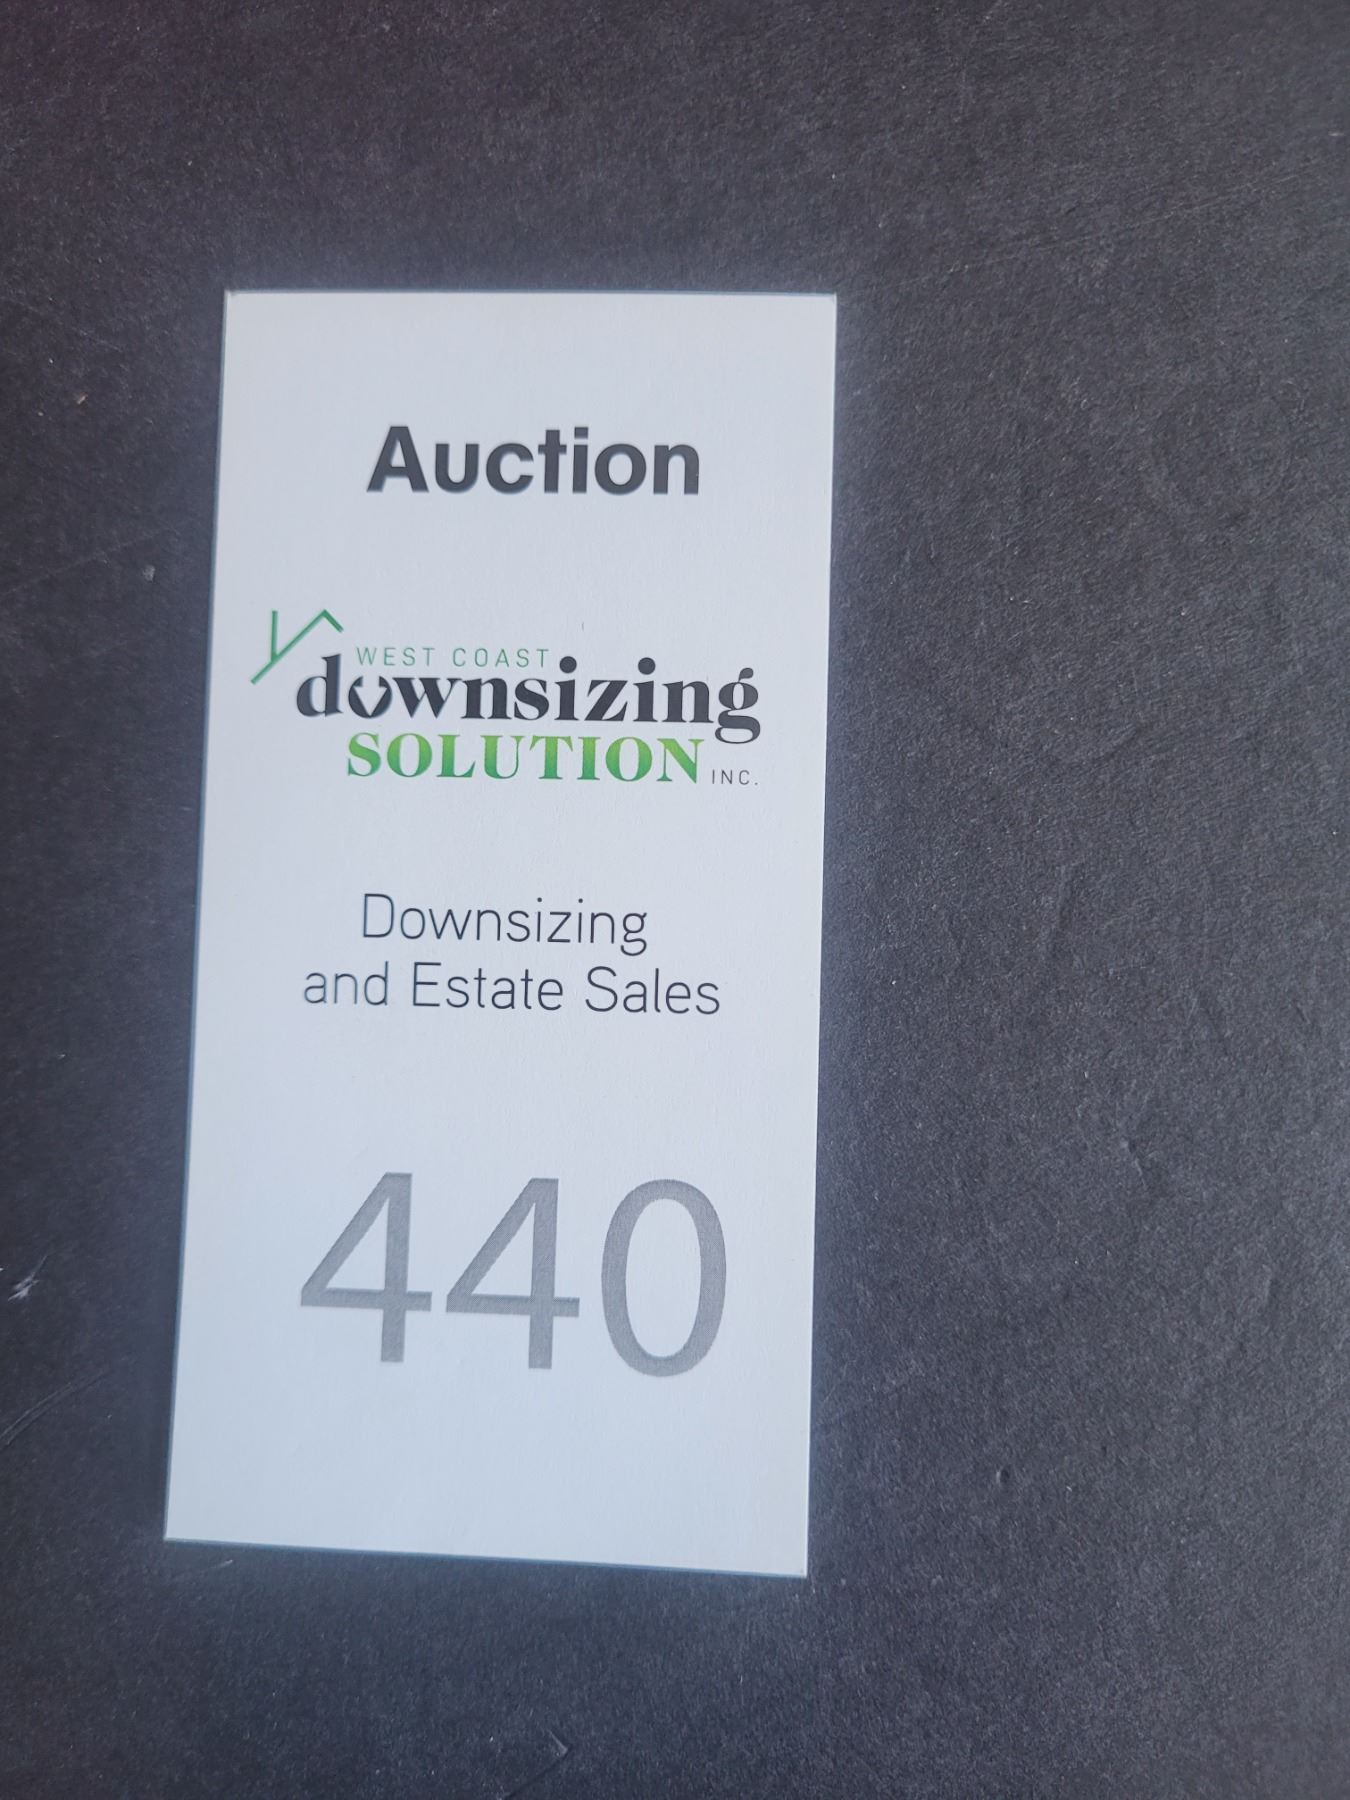 Auction
WEST COAST
downsizing
SOLUTION INC.
Downsizing
and Estate Sales
440